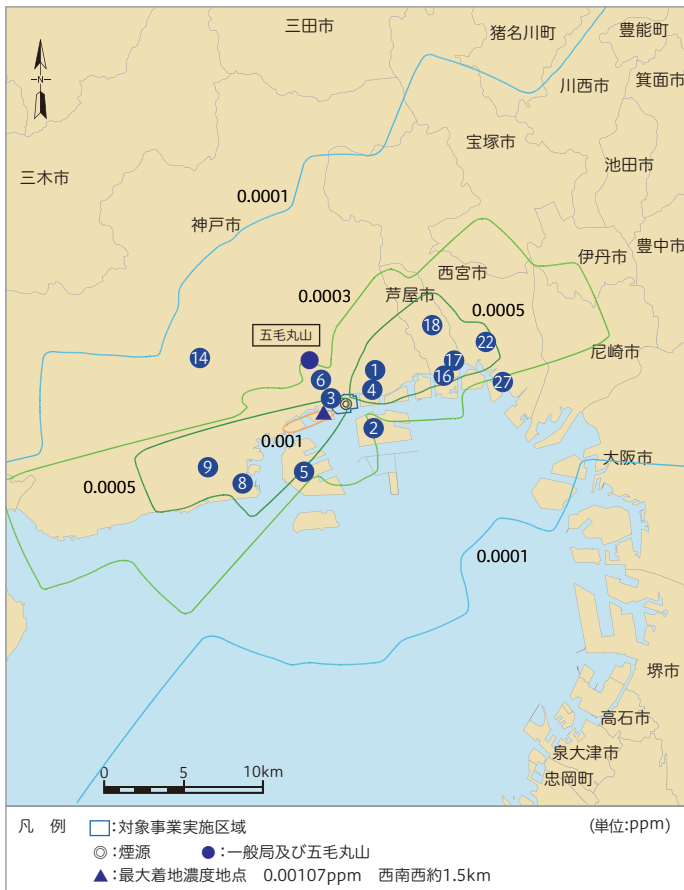 三田市
猪名川町
豊能町
N
川西市
箕面市
宝塚市
池田市
三木市
0.0001
神戸市
豊中市
伊丹市
西宮市
0.0003
芦屋市
0.0005
18
五毛丸山
22
尼崎市
14
17
1
16
6
27
4
3
0.001
2
大阪市
9
5
8
0.0005
0.0001
堺市
高石市
泉大津市
忠岡町
0 5 10km
凡 例 :対象事業実施区域 (単位:ppm)
:煙源 :一般局及び五毛丸山
:最大着地濃度地点 0.00107ppm 西南西約1.5km